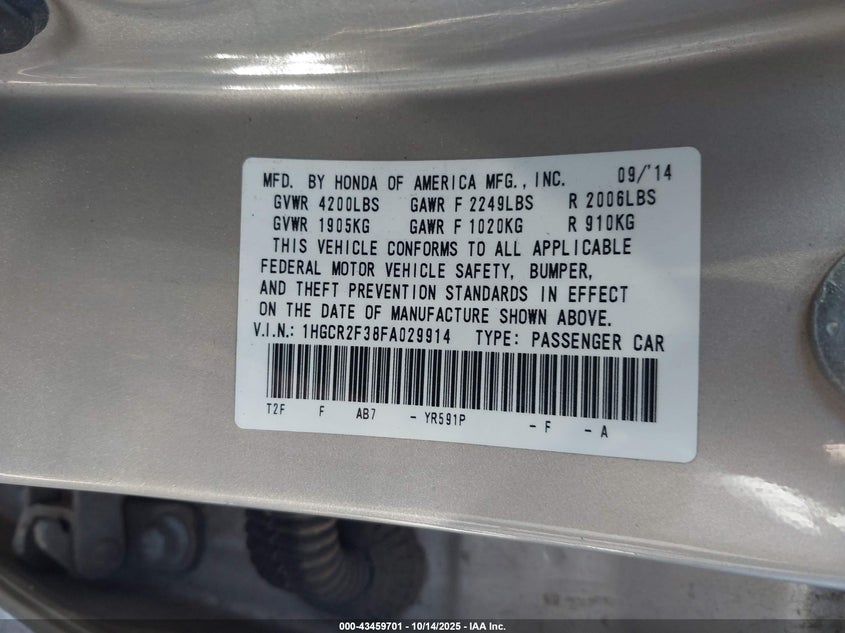 MFD. BY HONDA OF AMERICA MFG., INC. 09/'14
GVWR 4200LBS GAWR F 2249LBS R 2006LBS
GVWR 1905KG GAWR F 1020KG R 910KG
THIS VEHICLE CONFORMS TO ALL APPLICABLE
FEDERAL MOTOR VEHICLE SAFETY, BUMPER,
AND THEFT PREVENTION STANDARDS IN EFFECT
ON THE DATE OF MANUFACTURE SHOWN ABOVE.
V.I.N.: 1HGCR2F38FA029914 TYPE: PASSENGER CAR
T2F F AB7 - YR591P - F - A
000-43459701 | 10/14/2025 | IAA Inc.